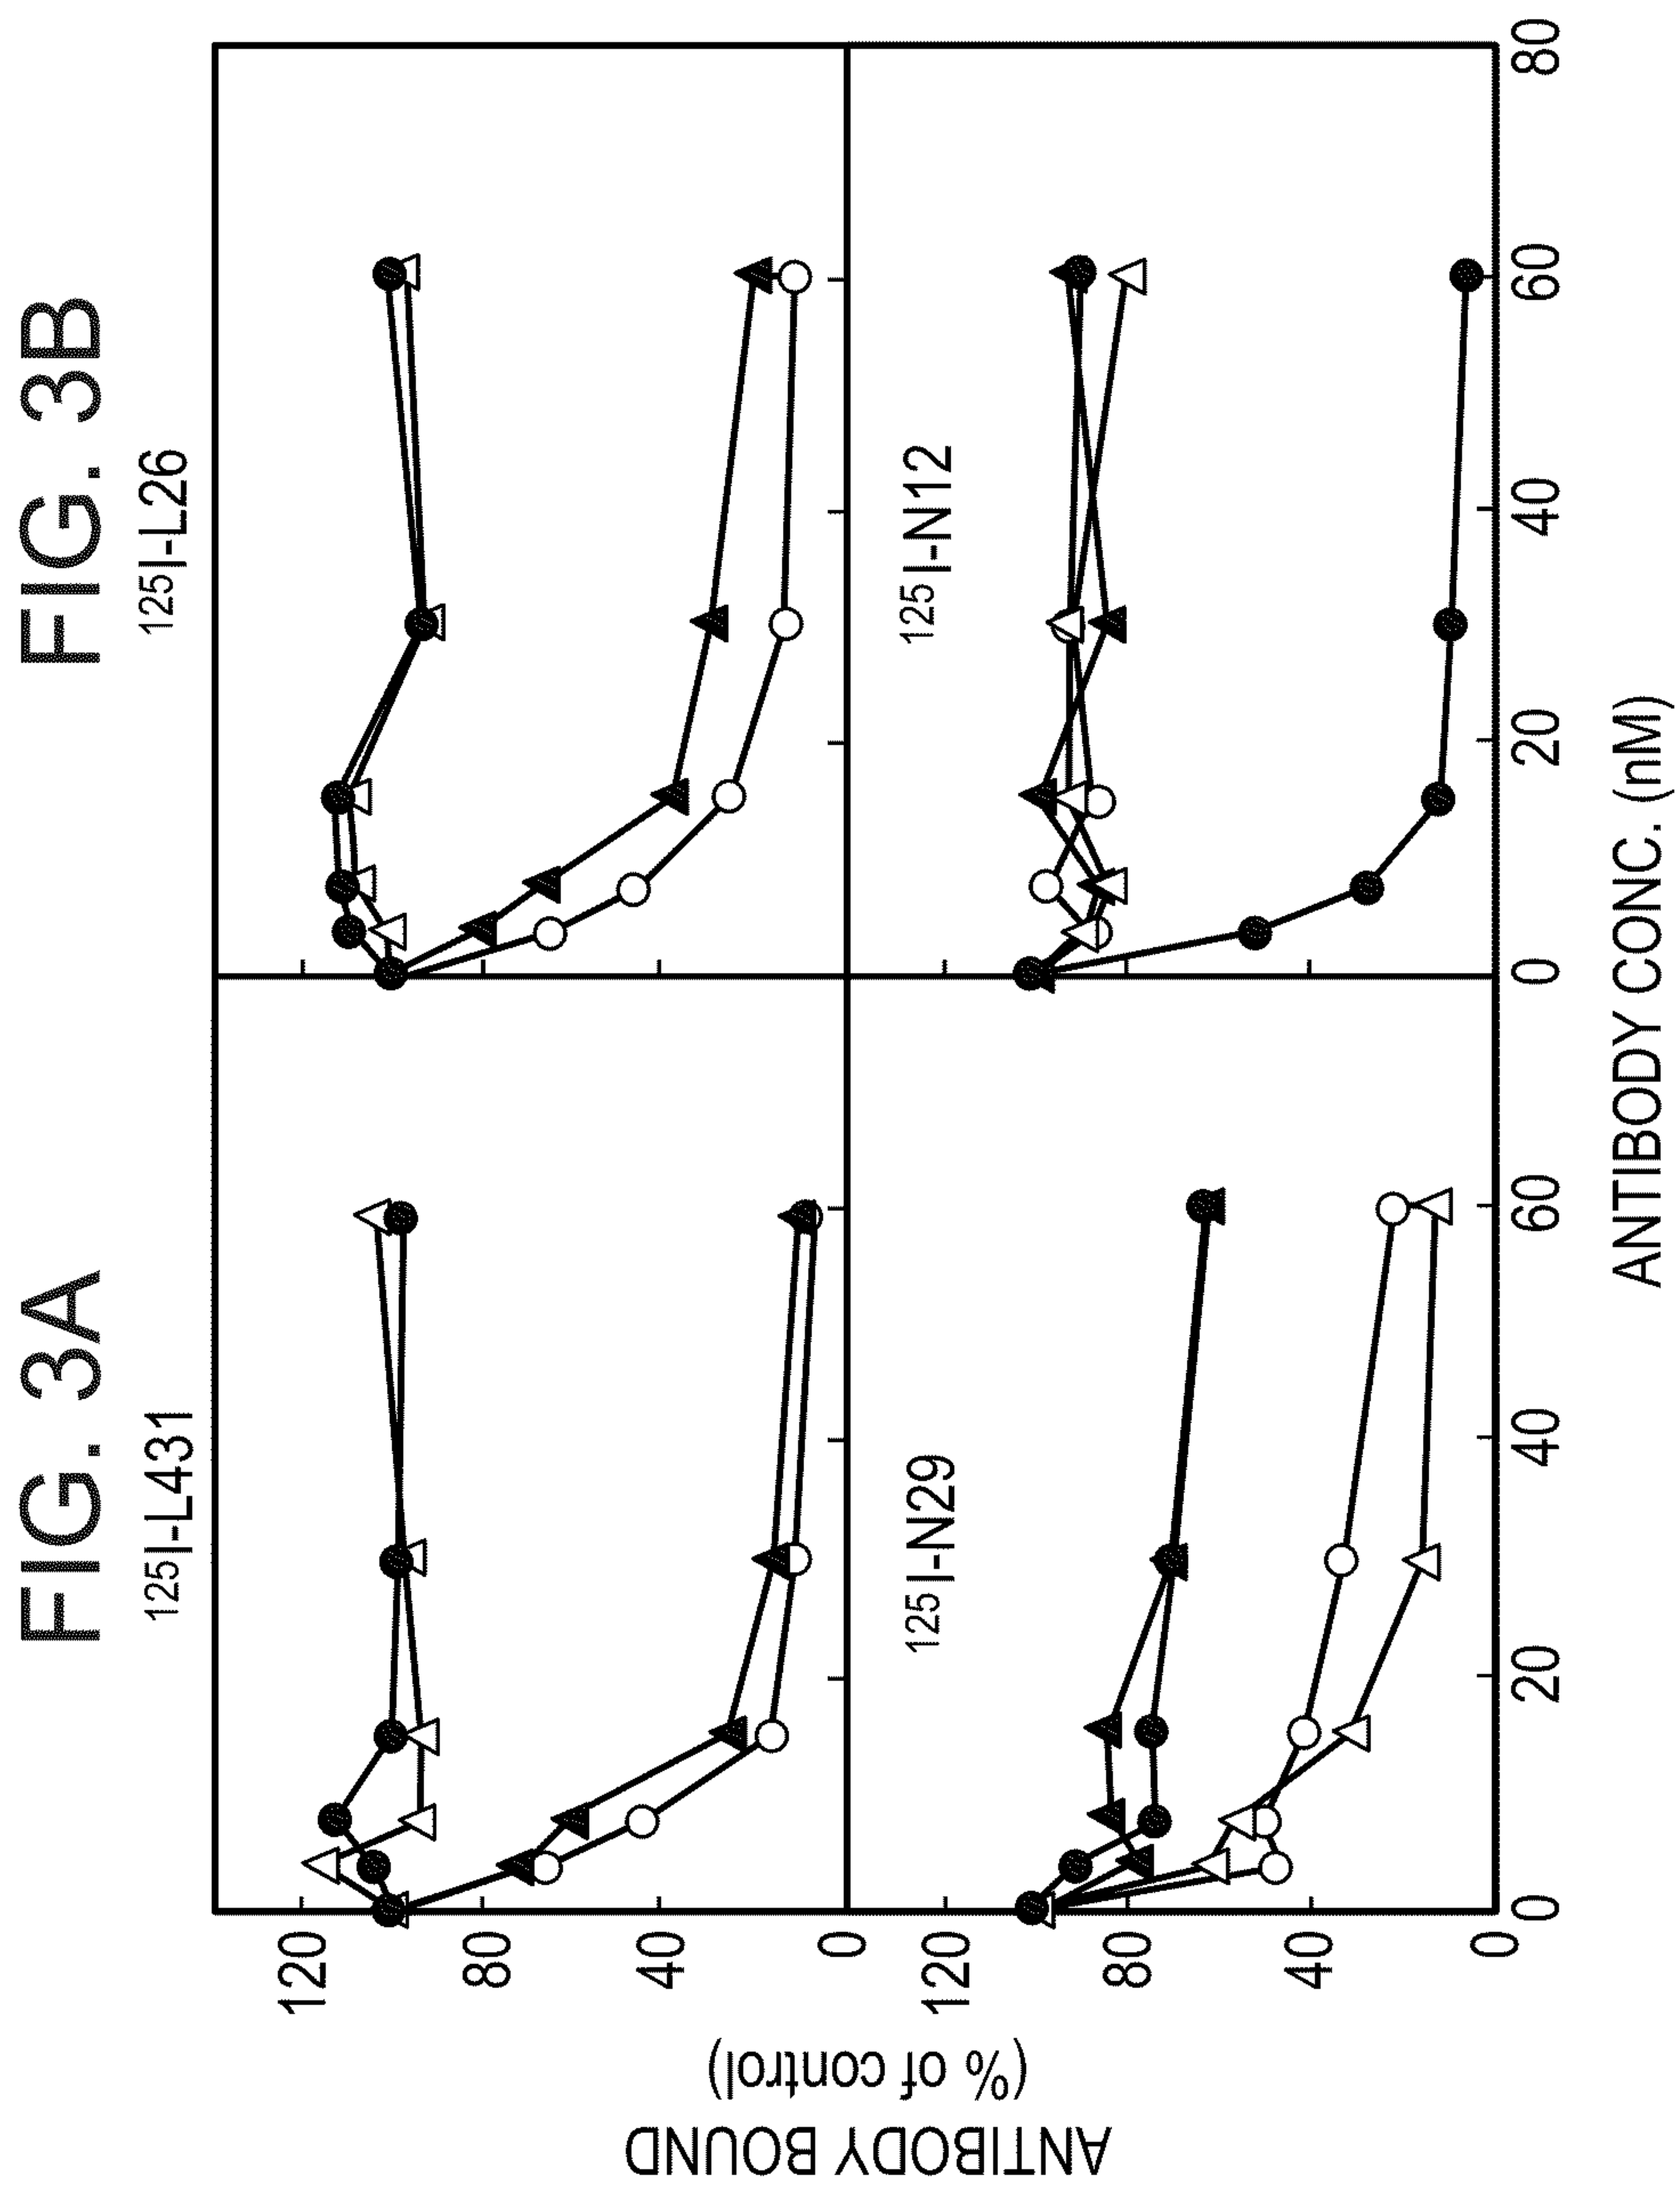 FIG. 3A
FIG. 3B
125I-L431
125I-L26
120
80
40
0
125I-N29
125I-N12
120
80
40
0
0 20 40 60 0 20 40 60 80
ANTIBODY BOUND
(% of control)
ANTIBODY CONC. (nM)